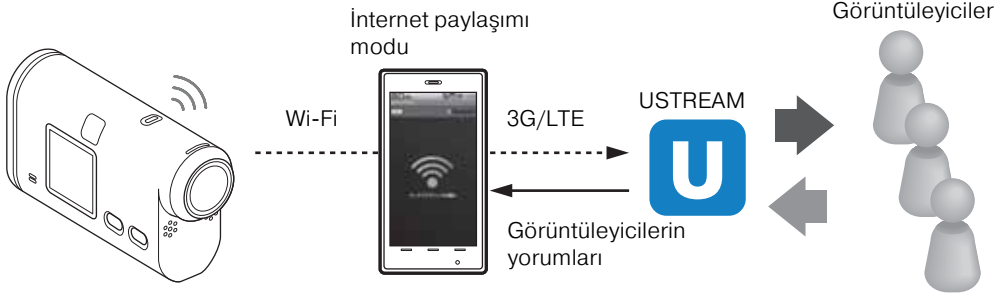 Görüntüleyiciler
İnternet paylaşımı
modu
Wi-Fi
3G/LTE
USTREAM
U
Görüntüleyicilerin
yorumları